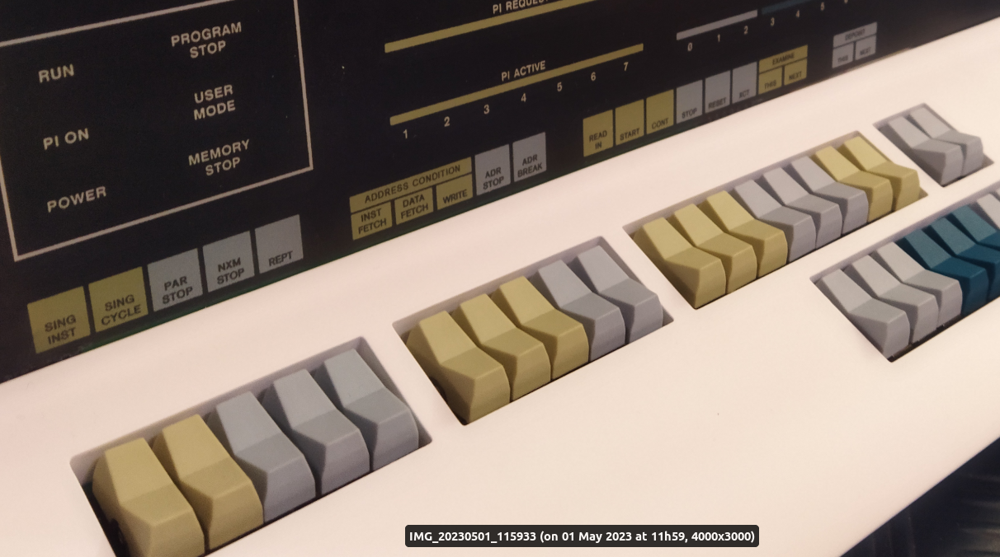 PI REQUEST
PROGRAM
STOP
RUN
USER
MODE
PI ON
MEMORY
STOP
POWER
PI ACTIVE
1 2 3 4 5 6 7
0 1 2 3 4 5
SING
INST
SING
CYCLE
PAR
STOP
NXM
STOP
REPT
ADDRESS CONDITION
INST
FETCH
DATA
FETCH
WRITE
ADR
STOP
ADR
BREAK
READ
IN
START
CONT
STOP
RESET
XCT
EXAMINE
THIS
NEXT
DEPOSIT
THIS
NEXT
IMG_20230501_115933 (on 01 May 2023 at 11h59, 4000x3000)